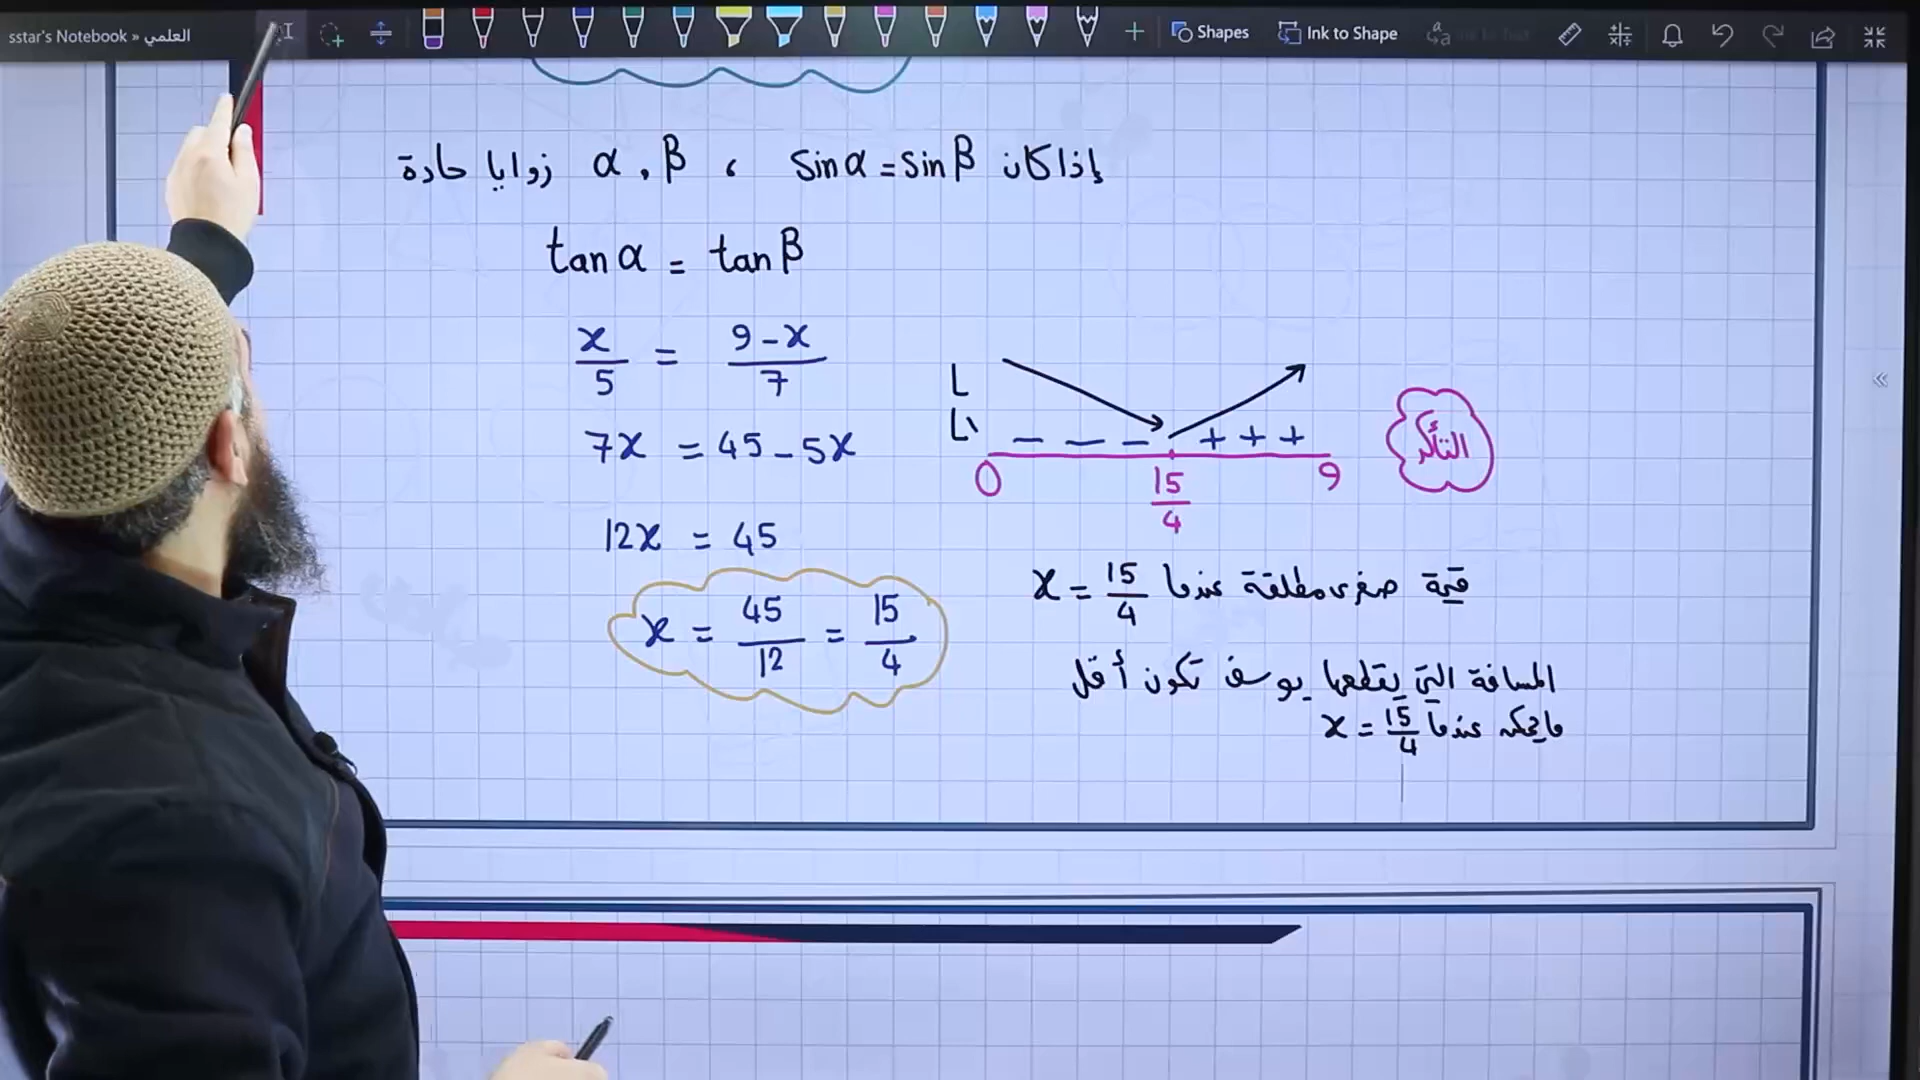 sstar's Notebook » العلمي
Shapes
Ink to Shape
إذا كان sin α = sin β ، α , β زوايا حادة
tan α = tan β
x/5 = 9-x/7
7x = 45-5x
12x = 45
x = 45/12 = 15/4
L
L\ - - - + + +
0 15/4 9
التأكد
قيمة صغرى مطلقة عندما x = 15/4
المسافة التي يقطعها يوسف تكون أقل
ما يمكن عندما x = 15/4